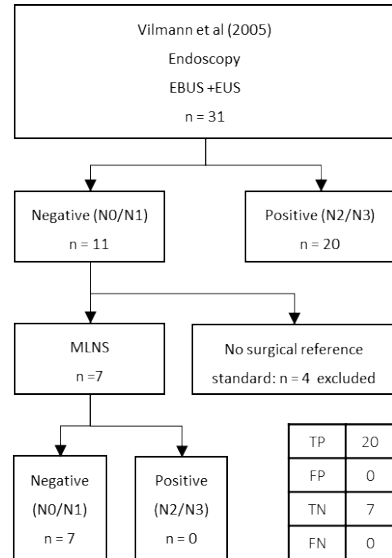 Vilmann et al (2005)
Endoscopy
EBUS +EUS
n = 31
Negative (N0/N1)
n = 11
Positive (N2/N3)
n = 20
MLNS
n =7
No surgical reference
standard: n = 4 excluded
Negative
(N0/N1)
n = 7
Positive
(N2/N3)
n = 0
TP 20
FP 0
TN 7
FN 0